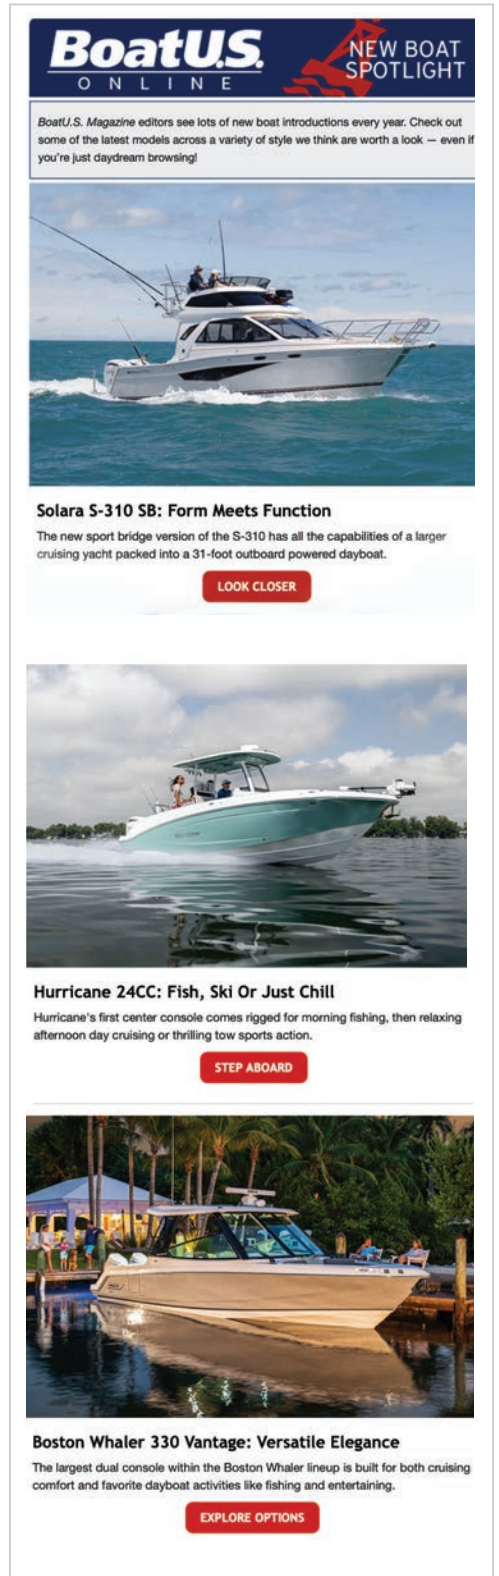 BoatU.S.
ONLINE
NEW BOAT
SPOTLIGHT
BoatU.S. Magazine editors see lots of new boat introductions every year. Check out
some of the latest models across a variety of style we think are worth a look — even if
you're just daydream browsing!
Solara S-310 SB: Form Meets Function
The new sport bridge version of the S-310 has all the capabilities of a larger
cruising yacht packed into a 31-foot outboard powered dayboat.
LOOK CLOSER
Hurricane 24CC: Fish, Ski Or Just Chill
Hurricane's first center console comes rigged for morning fishing, then relaxing
afternoon day cruising or thrilling tow sports action.
STEP ABOARD
Boston Whaler 330 Vantage: Versatile Elegance
The largest dual console within the Boston Whaler lineup is built for both cruising
comfort and favorite dayboat activities like fishing and entertaining.
EXPLORE OPTIONS